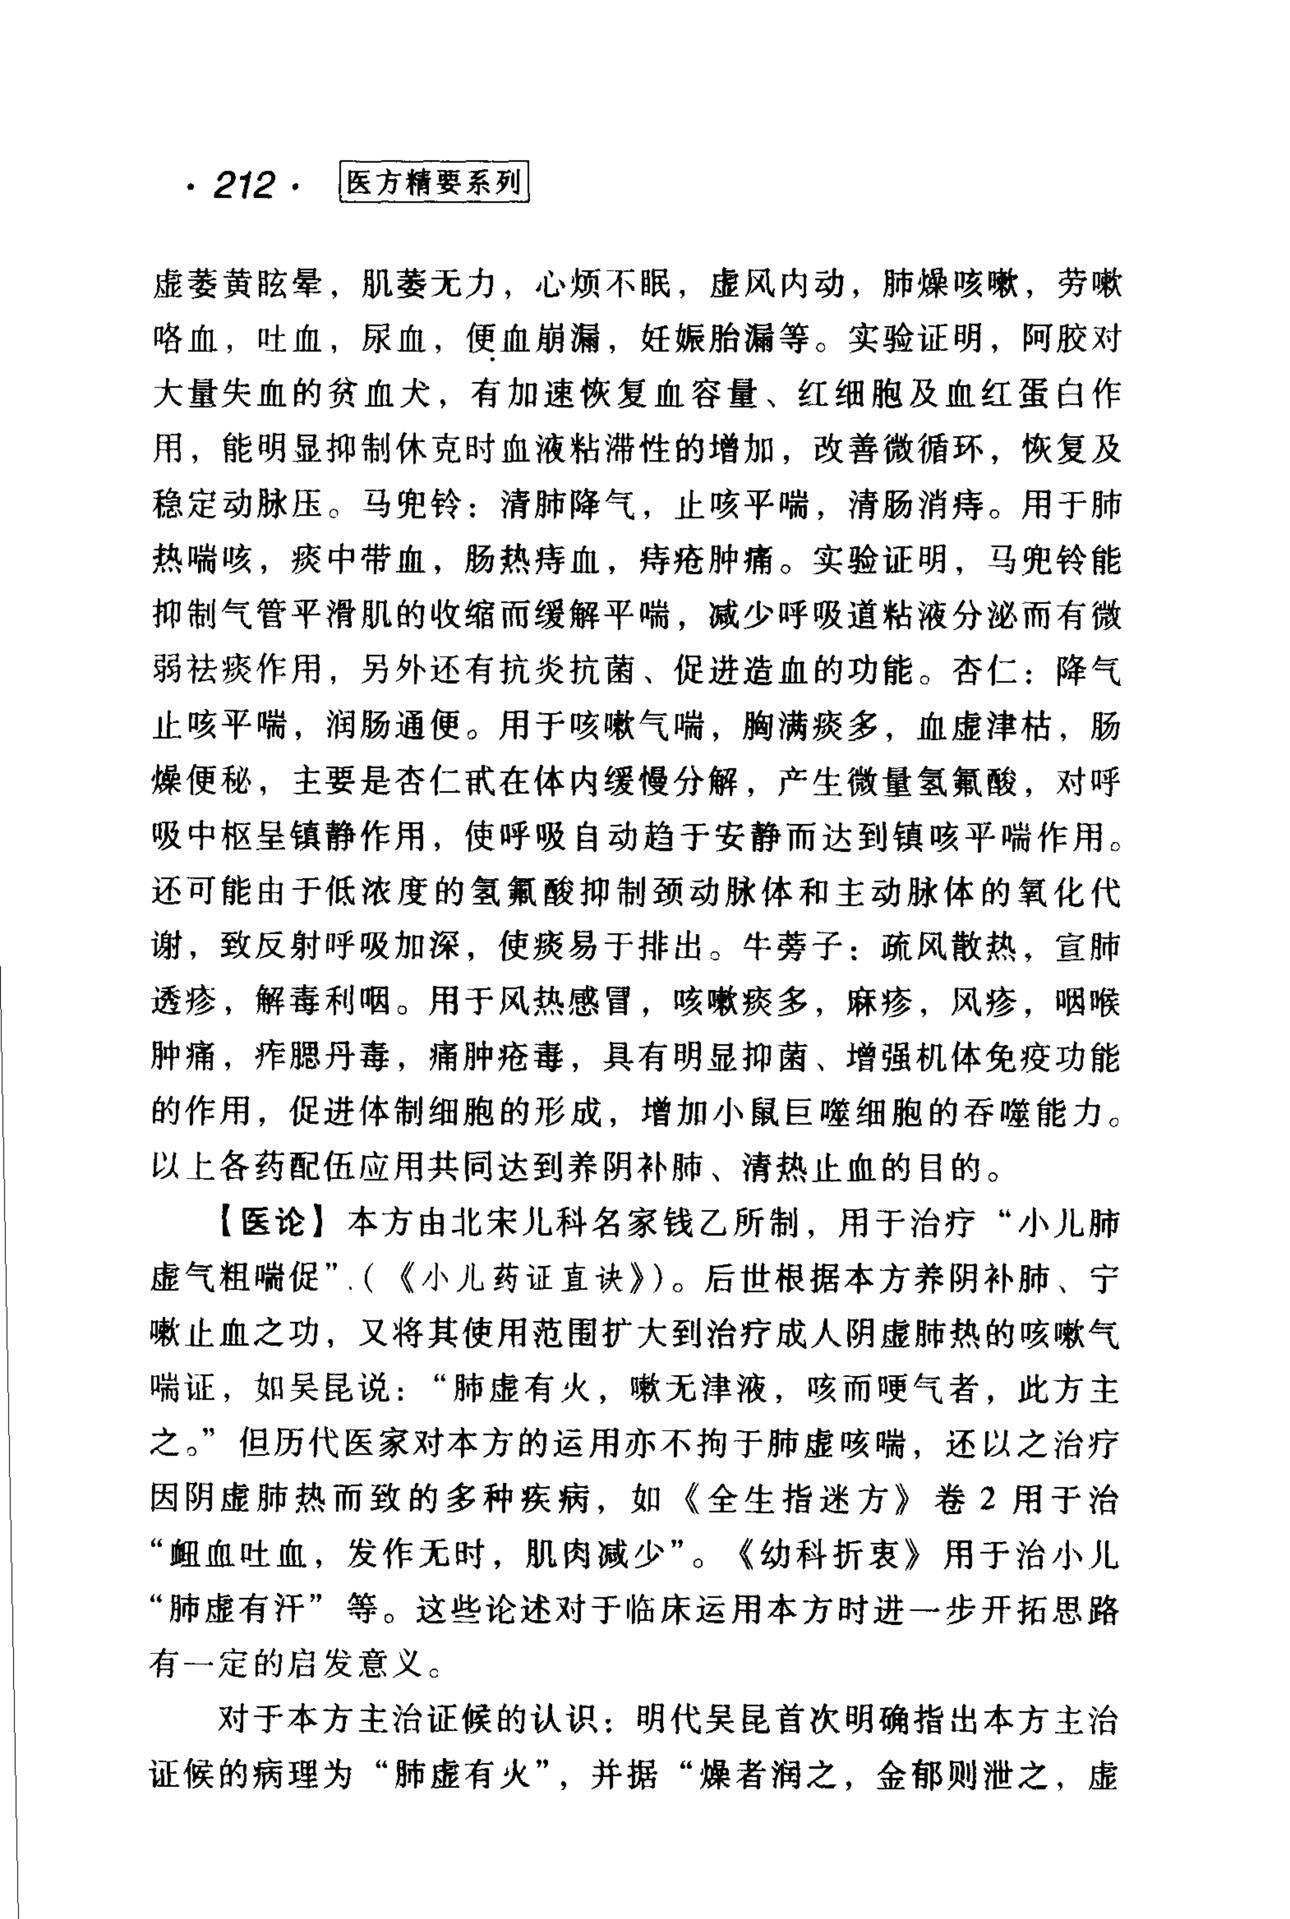 · 212 · 医方精要系列
虚萎黄眩晕，肌萎无力，心烦不眠，虚风内动，肺燥咳嗽，劳嗽
咯血，吐血，尿血，便血崩漏，妊娠胎漏等。实验证明，阿胶对
大量失血的贫血犬，有加速恢复血容量、红细胞及血红蛋白作
用，能明显抑制休克时血液粘滞性的增加，改善微循环，恢复及
稳定动脉压。马兜铃：清肺降气，止咳平喘，清肠消痔。用于肺
热喘咳，痰中带血，肠热痔血，痔疮肿痛。实验证明，马兜铃能
抑制气管平滑肌的收缩而缓解平喘，减少呼吸道粘液分泌而有微
弱祛痰作用，另外还有抗炎抗菌、促进造血的功能。杏仁：降气
止咳平喘，润肠通便。用于咳嗽气喘，胸满痰多，血虚津枯，肠
燥便秘，主要是杏仁甙在体内缓慢分解，产生微量氢氟酸，对呼
吸中枢呈镇静作用，使呼吸自动趋于安静而达到镇咳平喘作用。
还可能由于低浓度的氢氟酸抑制颈动脉体和主动脉体的氧化代
谢，致反射呼吸加深，使痰易于排出。牛蒡子：疏风散热，宣肺
透疹，解毒利咽。用于风热感冒，咳嗽痰多，麻疹，风疹，咽喉
肿痛，痄腮丹毒，痛肿疮毒，具有明显抑菌、增强机体免疫功能
的作用，促进体制细胞的形成，增加小鼠巨噬细胞的吞噬能力。
以上各药配伍应用共同达到养阴补肺、清热止血的目的。
【医论】本方由北宋儿科名家钱乙所制，用于治疗“小儿肺
虚气粗喘促”.（《小儿药证直诀》）。后世根据本方养阴补肺、宁
嗽止血之功，又将其使用范围扩大到治疗成人阴虚肺热的咳嗽气
喘证，如吴昆说：“肺虚有火，嗽无津液，咳而哽气者，此方主
之。”但历代医家对本方的运用亦不拘于肺虚咳喘，还以之治疗
因阴虚肺热而致的多种疾病，如《全生指迷方》卷 2 用于治
“衄血吐血，发作无时，肌肉减少”。《幼科折衷》用于治小儿
“肺虚有汗”等。这些论述对于临床运用本方时进一步开拓思路
有一定的启发意义。
对于本方主治证候的认识：明代吴昆首次明确指出本方主治
证候的病理为“肺虚有火”，并据“燥者润之，金郁则泄之，虚